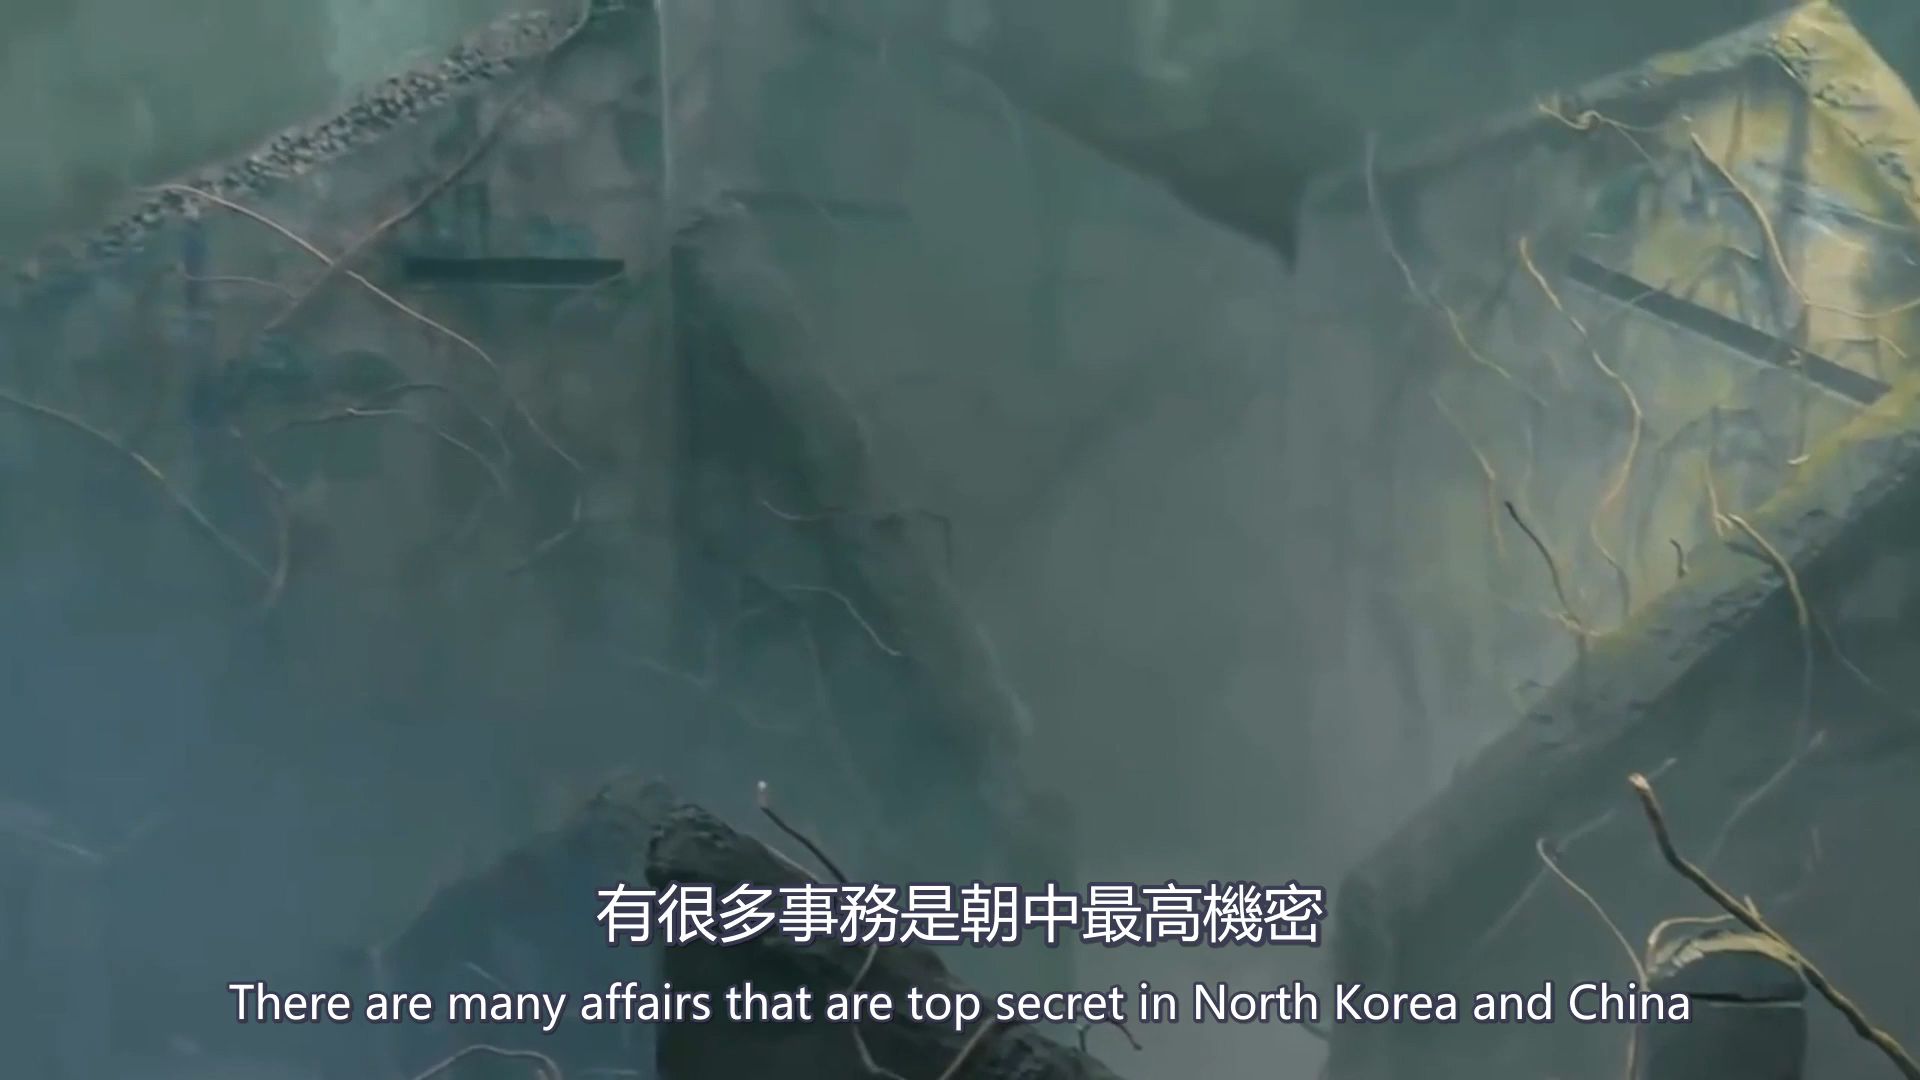 有很多事務是朝中最高機密
There are many affairs that are top secret in North Korea and China